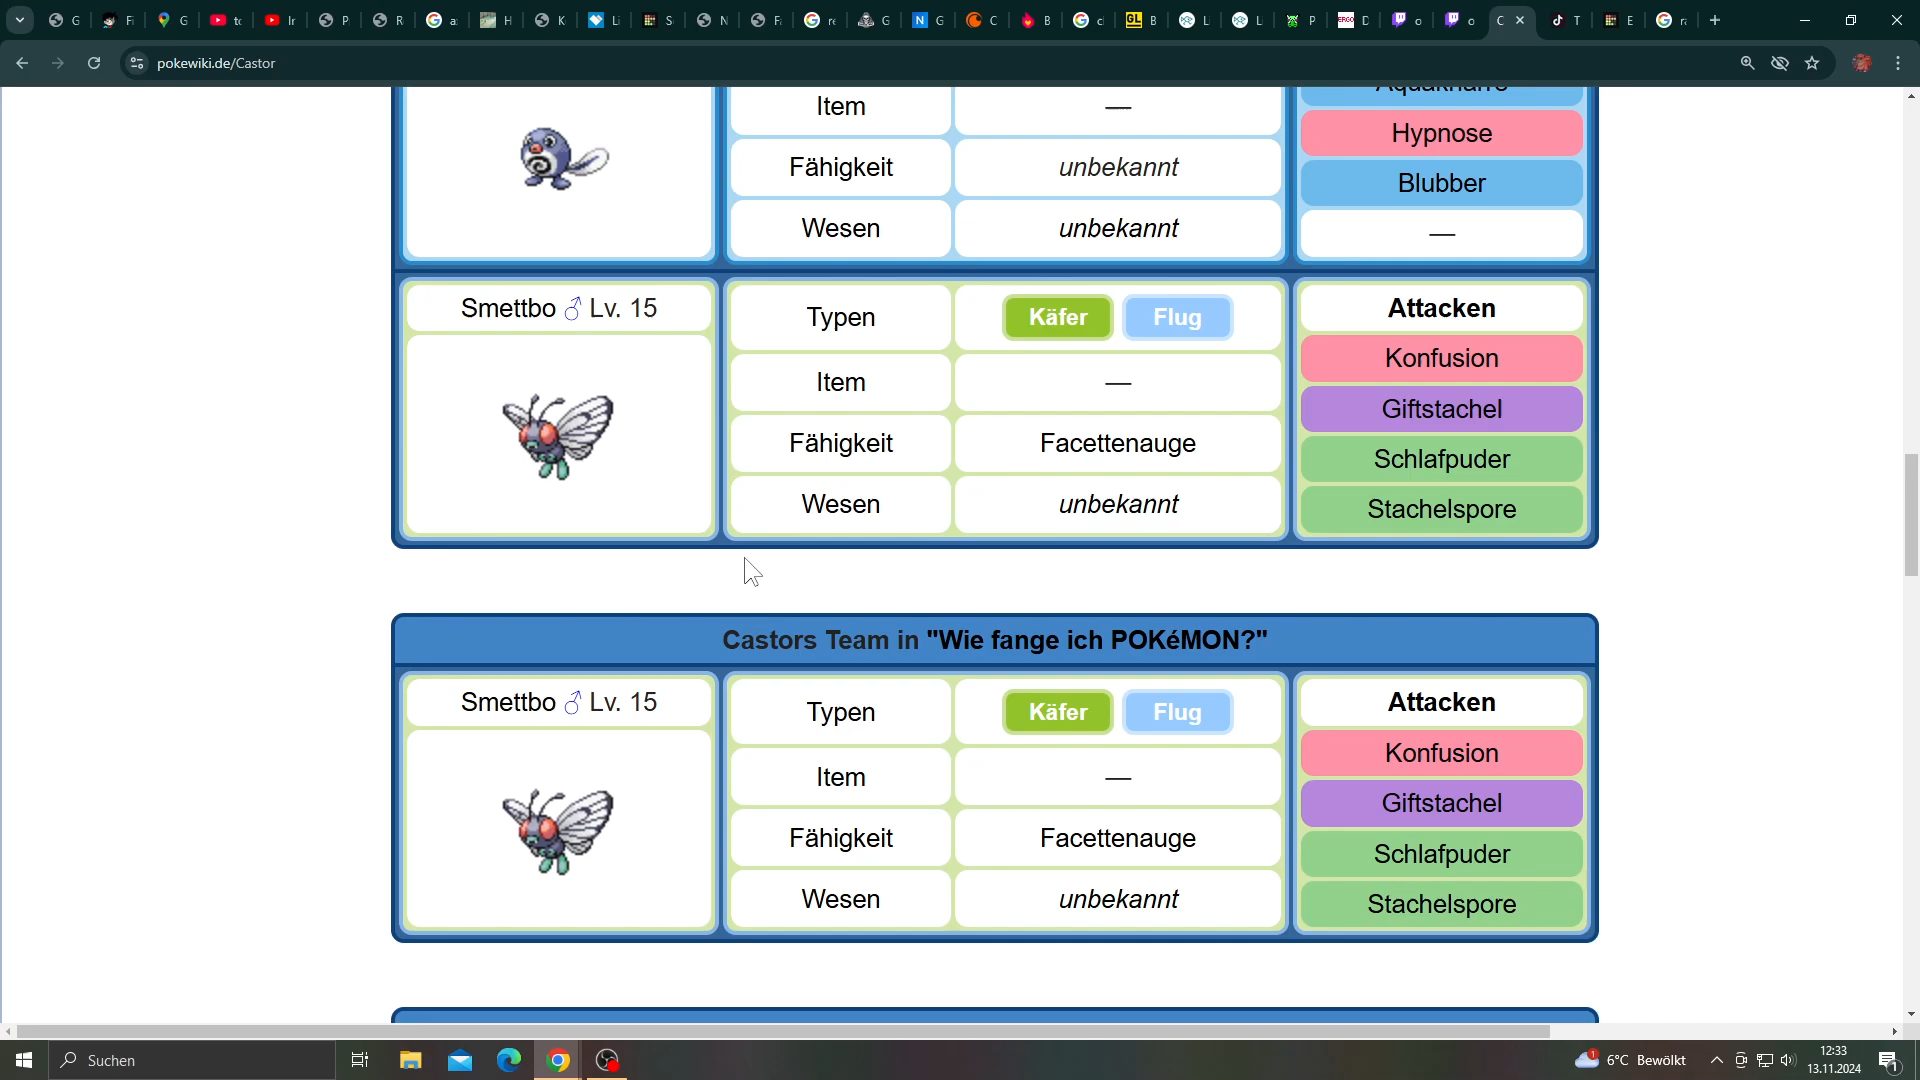 pokewiki.de/Castor
Item
—
Hypnose
Fähigkeit
unbekannt
Blubber
Wesen
unbekannt
—
Smettbo ♂ Lv. 15
Typen
Käfer
Flug
Attacken
Konfusion
Item
—
Giftstachel
Fähigkeit
Facettenauge
Schlafpuder
Wesen
unbekannt
Stachelspore
Castors Team in "Wie fange ich POKéMON?"
Smettbo ♂ Lv. 15
Typen
Käfer
Flug
Attacken
Konfusion
Item
—
Giftstachel
Fähigkeit
Facettenauge
Schlafpuder
Wesen
unbekannt
Stachelspore
Suchen
6°C Bewölkt
12:33
13.11.2024